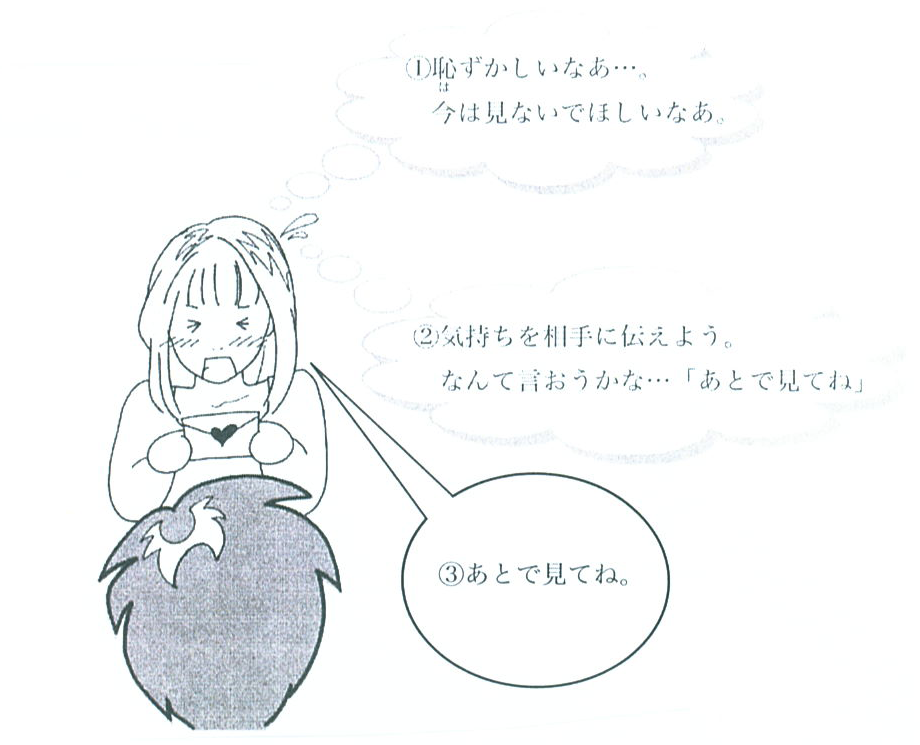 ①恥ずかしいなあ…。
は
今は見ないでほしいなあ。
②気持ちを相手に伝えよう。
なんて言おうかな…「あとで見てね」
③あとで見てね。